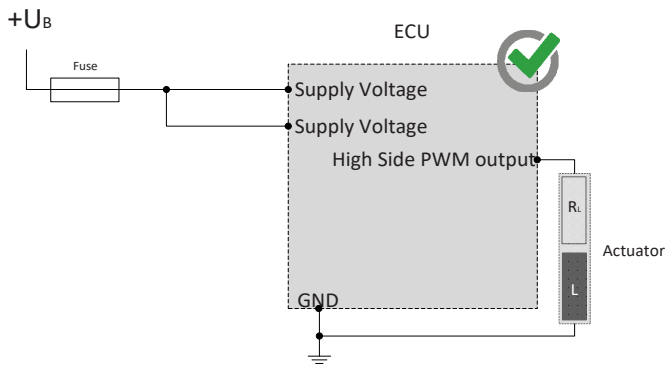 +UB
ECU
Fuse
Supply Voltage
Supply Voltage
High Side PWM output
RL
Actuator
L
GND